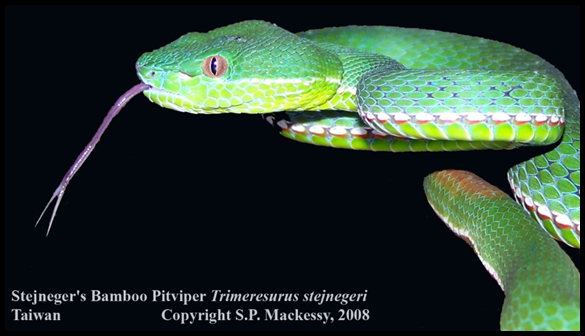 Stejneger's Bamboo Pitviper Trimeresurus stejnegeri
Taiwan Copyright S.P. Mackessy, 2008